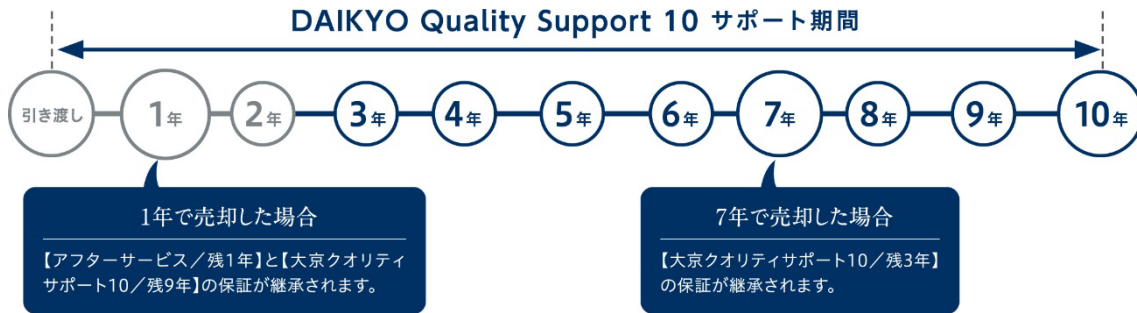 DAIKYO Quality Support 10 サポート期間
引き渡し 1年 2年 3年 4年 5年 6年 7年 8年 9年 10年
1年で売却した場合
【アフターサービス／残1年】と【大京クオリティ
サポート10／残9年】の保証が継承されます。
7年で売却した場合
【大京クオリティサポート10／残3年】
の保証が継承されます。